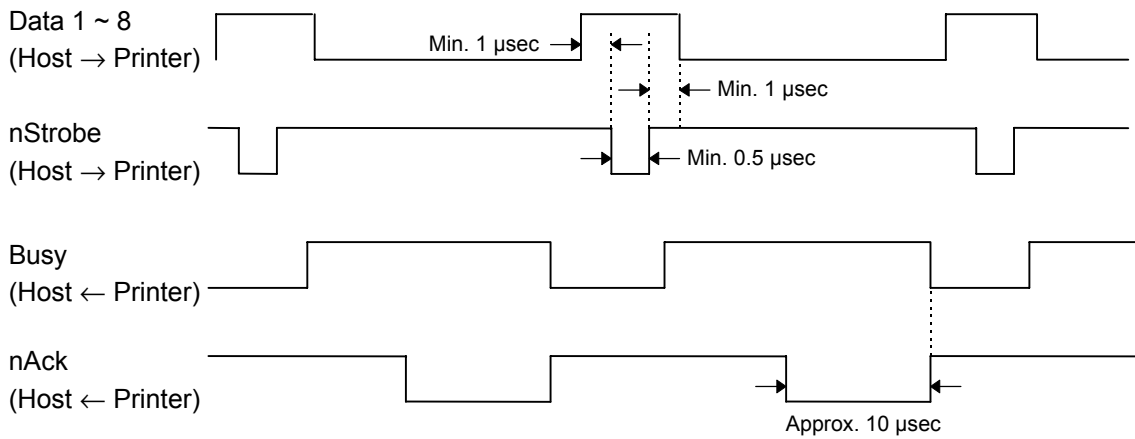 Data 1 ~ 8
(Host → Printer)
Min. 1 µsec
Min. 1 µsec
nStrobe
(Host → Printer)
Min. 0.5 µsec
Busy
(Host ← Printer)
nAck
(Host ← Printer)
Approx. 10 µsec